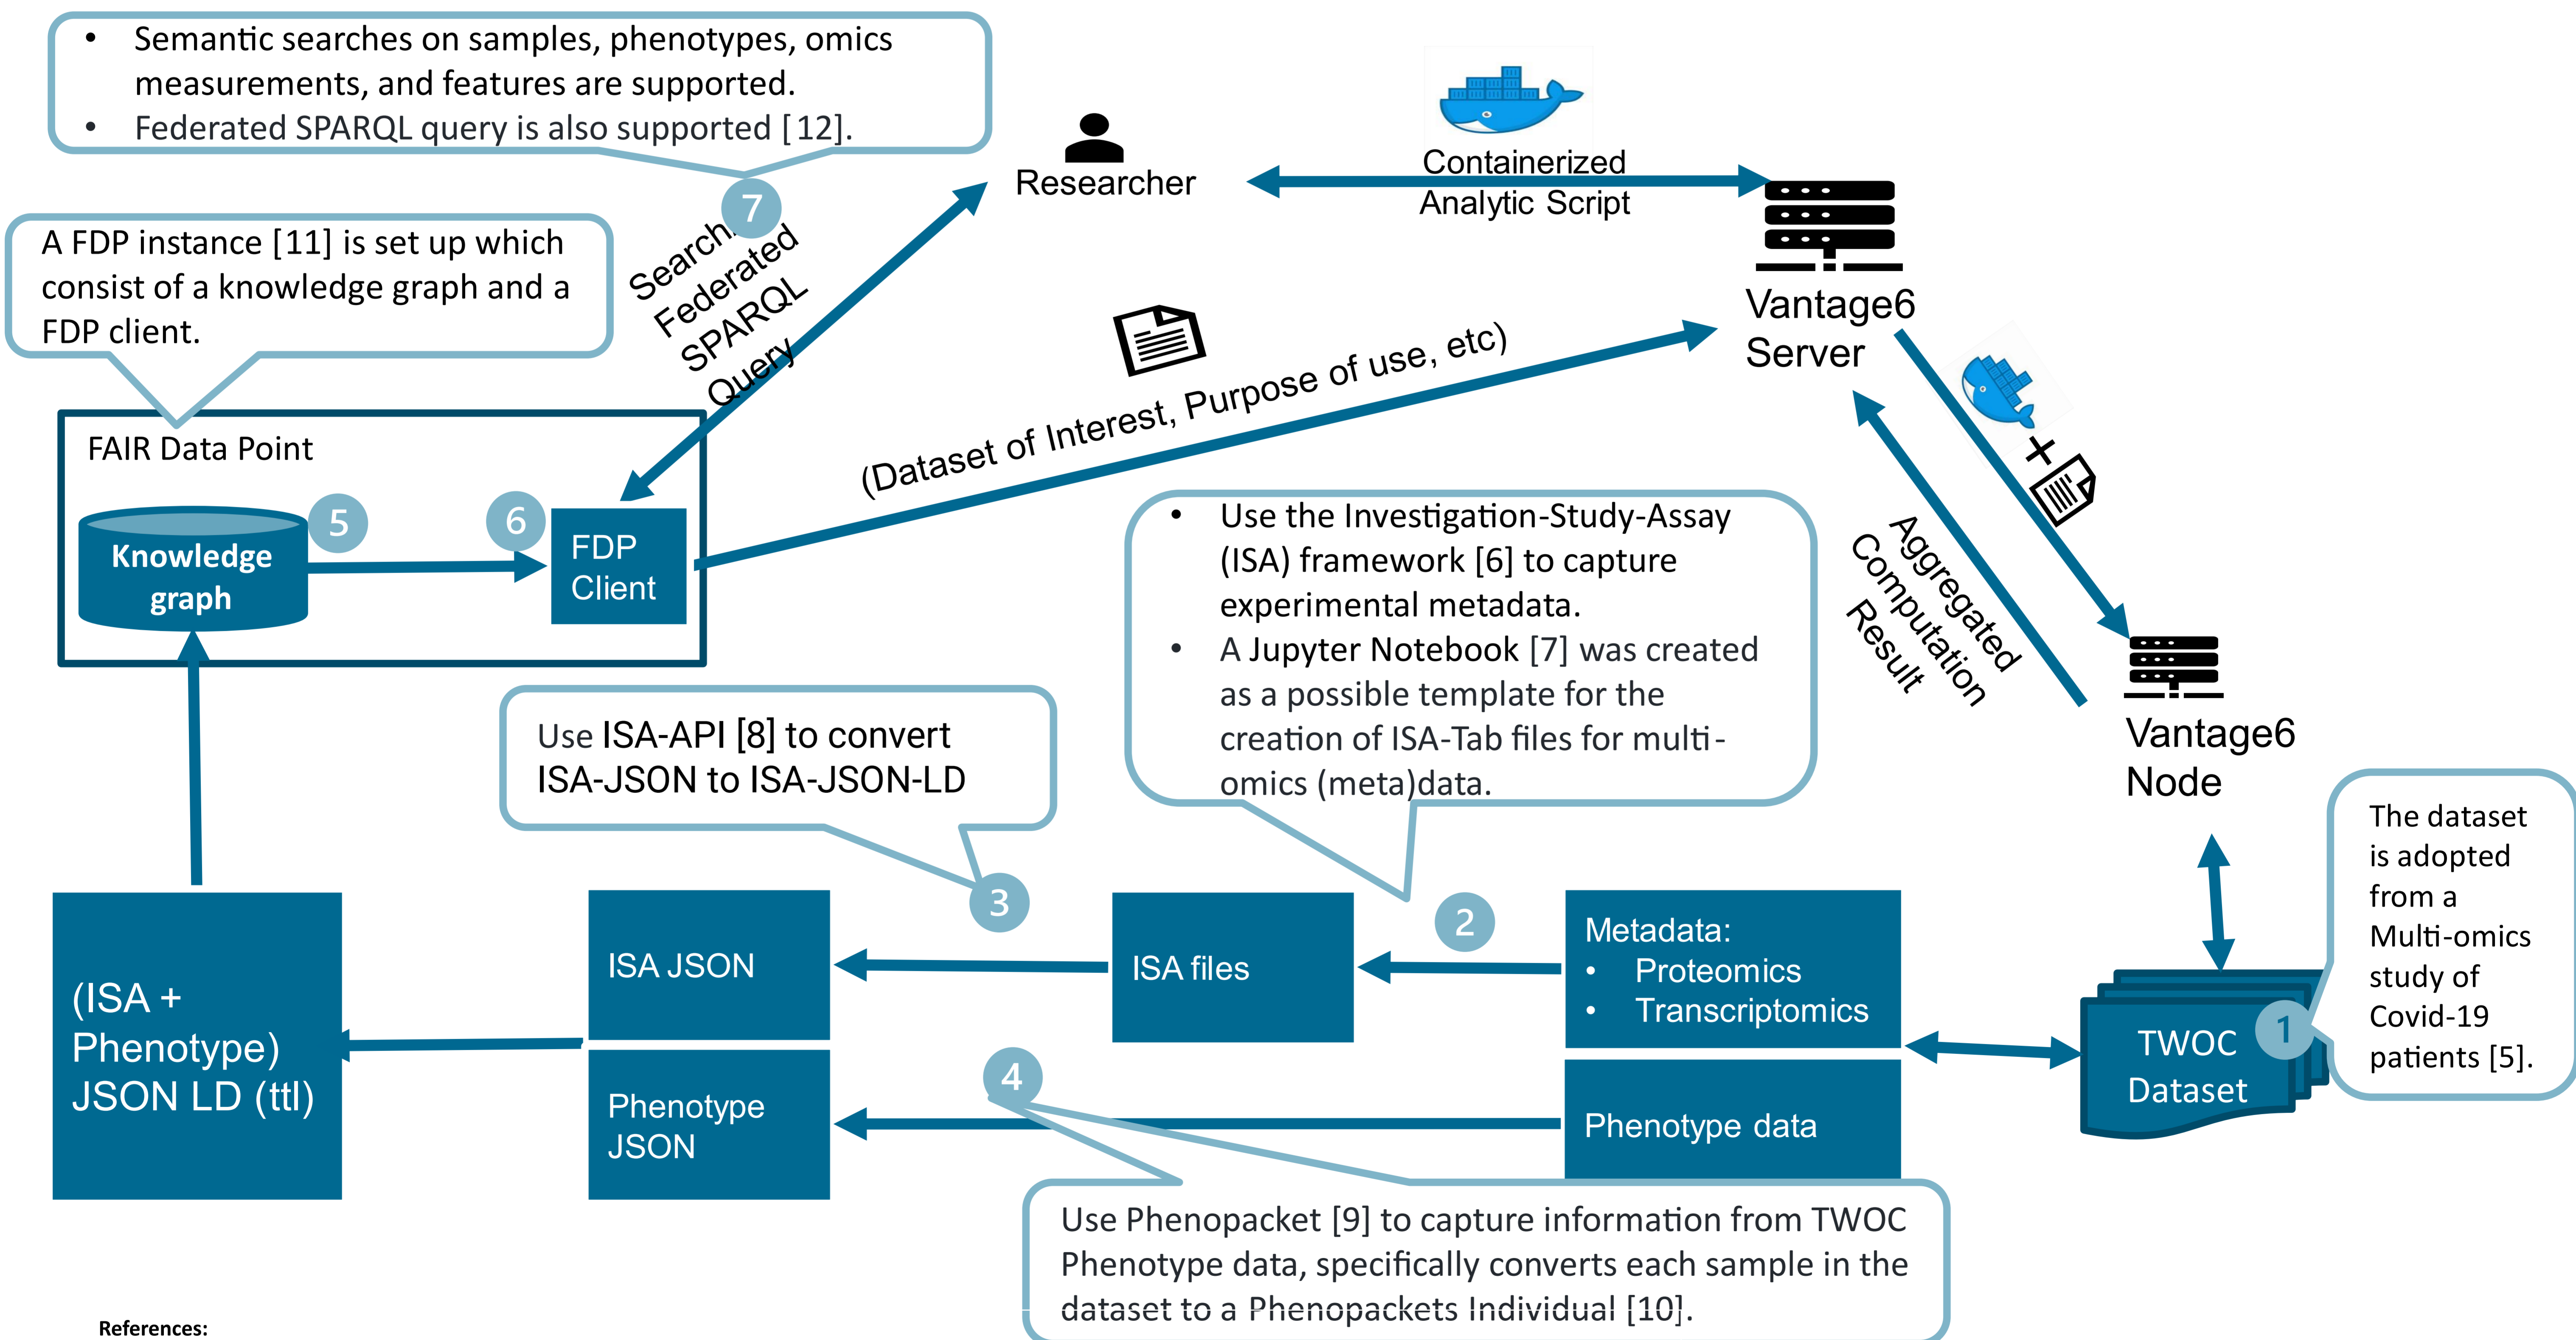 • Semantic searches on samples, phenotypes, omics
measurements, and features are supported.
• Federated SPARQL query is also supported [12].
Researcher
Containerized
Analytic Script
7
A FDP instance [11] is set up which
consist of a knowledge graph and a
FDP client.
Federated
SPARQL
Query
Vantage6
Server
(Dataset of Interest, Purpose of use, etc)
+
FAIR Data Point
5
6
Knowledge
graph
FDP
Client
• Use the Investigation-Study-Assay
(ISA) framework [6] to capture
experimental metadata.
• A Jupyter Notebook [7] was created
as a possible template for the
creation of ISA-Tab files for multi-
omics (meta)data.
Aggregated
Computation
Result
Vantage6
Node
Use ISA-API [8] to convert
ISA-JSON to ISA-JSON-LD
The dataset
is adopted
from a
Multi-omics
study of
Covid-19
patients [5].
3
2
(ISA +
Phenotype)
JSON LD (ttl)
ISA JSON
ISA files
Metadata:
• Proteomics
• Transcriptomics
1
TWOC
Dataset
4
Phenotype
JSON
Phenotype data
Use Phenopacket [9] to capture information from TWOC
Phenotype data, specifically converts each sample in the
dataset to a Phenopackets Individual [10].
References: